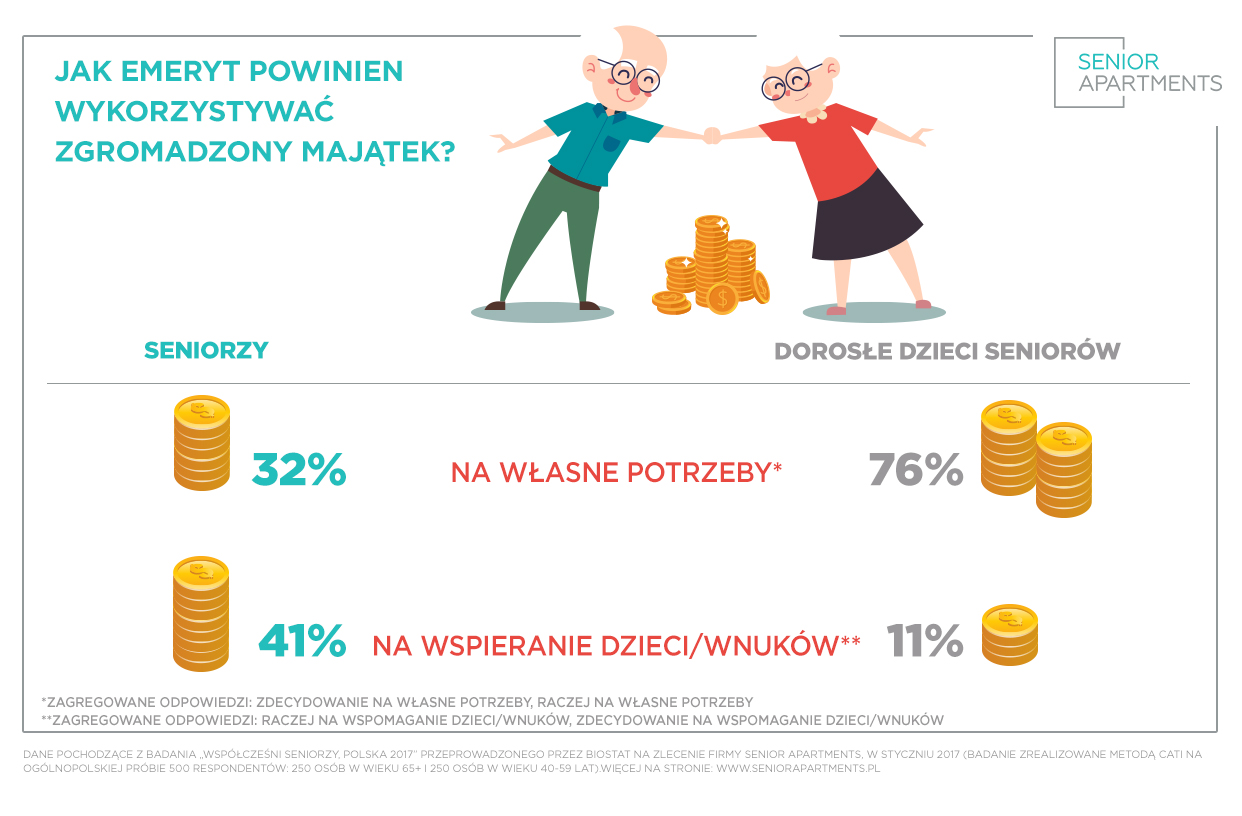 JAK EMERYT POWINIEN
WYKORZYSTYWAĆ
ZGROMADZONY MAJĄTEK?
SENIOR
APARTMENTS
SENIORZY
DOROSŁE DZIECI SENIORÓW
32%
NA WŁASNE POTRZEBY*
76%
41%
NA WSPIERANIE DZIECI/WNUKÓW**
11%
*ZAGREGOWANE ODPOWIEDZI: ZDECYDOWANIE NA WŁASNE POTRZEBY, RACZEJ NA WŁASNE POTRZEBY
**ZAGREGOWANE ODPOWIEDZI: RACZEJ NA WSPOMAGANIE DZIECI/WNUKÓW, ZDECYDOWANIE NA WSPOMAGANIE DZIECI/WNUKÓW
DANE POCHODZĄCE Z BADANIA „WSPÓŁCZEŚNI SENIORZY, POLSKA 2017” PRZEPROWADZONEGO PRZEZ BIOSTAT NA ZLECENIE FIRMY SENIOR APARTMENTS, W STYCZNIU 2017 (BADANIE ZREALIZOWANE METODĄ CATI NA
OGÓLNOPOLSKIEJ PRÓBIE 500 RESPONDENTÓW: 250 OSÓB W WIEKU 65+ I 250 OSÓB W WIEKU 40-59 LAT).WIĘCEJ NA STRONIE: WWW.SENIORAPARTMENTS.PL